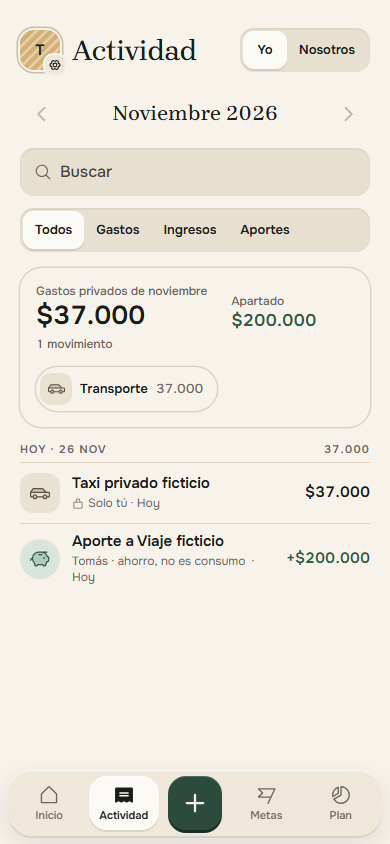 T
Actividad
Yo
Nosotros
Noviembre 2026
Buscar
Todos
Gastos
Ingresos
Aportes
Gastos privados de noviembre
$37.000
1 movimiento
Apartado
$200.000
Transporte 37.000
HOY · 26 NOV
37.000
Taxi privado ficticio
Solo tú · Hoy
$37.000
Aporte a Viaje ficticio
Tomás · ahorro, no es consumo ·
Hoy
+$200.000
Inicio
Actividad
Metas
Plan